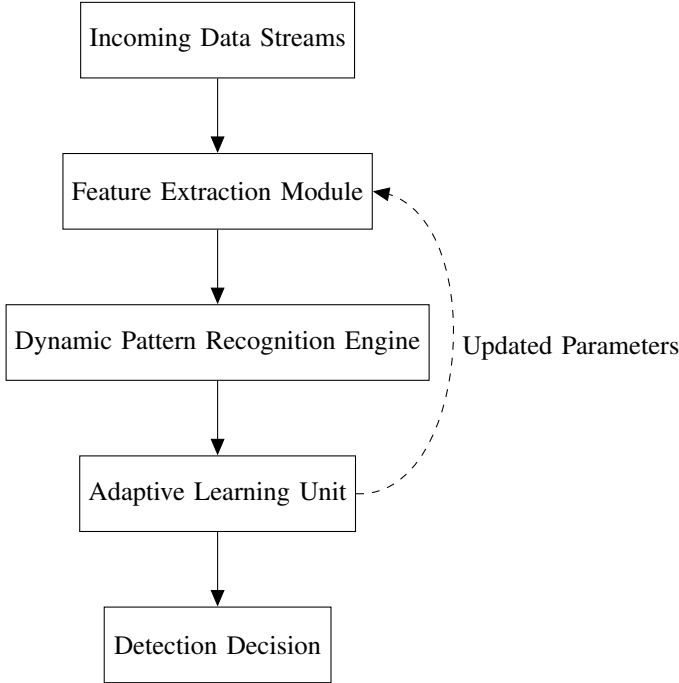 Incoming Data Streams
Feature Extraction Module
Dynamic Pattern Recognition Engine
Updated Parameters
Adaptive Learning Unit
Detection Decision